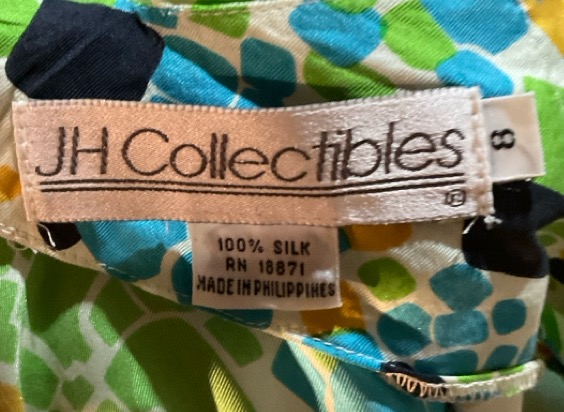 JH Collectibles
®
8
100% SILK
RN 18871
MADE IN PHILIPPINES